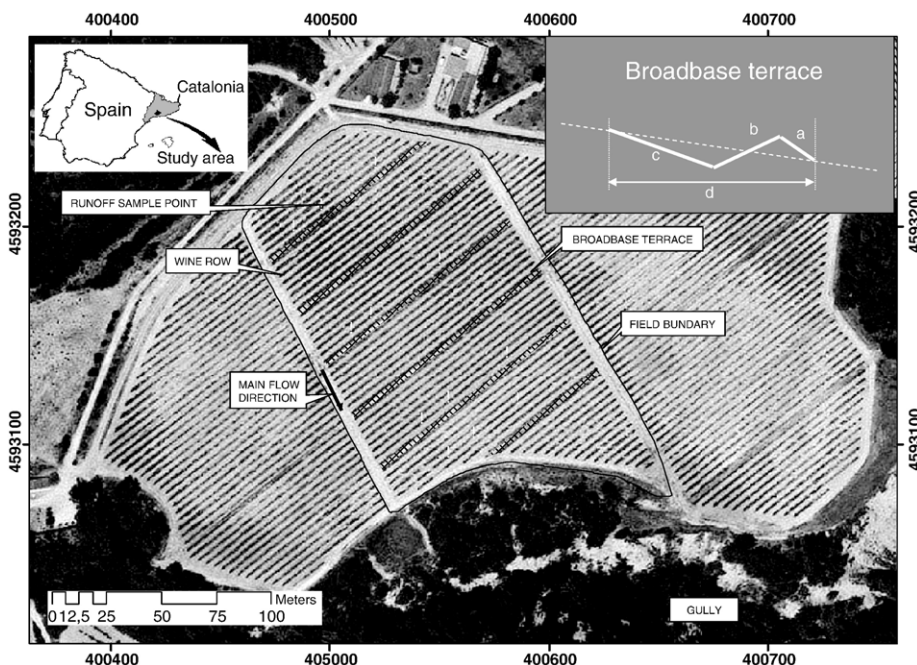 400400
405000
400600
400700
Spain
Catalonia
Study area
Broadbase terrace
a
b
c
d
4593200
4593200
RUNOFF SAMPLE POINT
WINE ROW
BROADBASE TERRACE
FIELD BUNDARY
MAIN FLOW
DIRECTION
4593100
4593100
Meters
0 12,5 25 50 75 100
GULLY
400400
405000
400600
400700